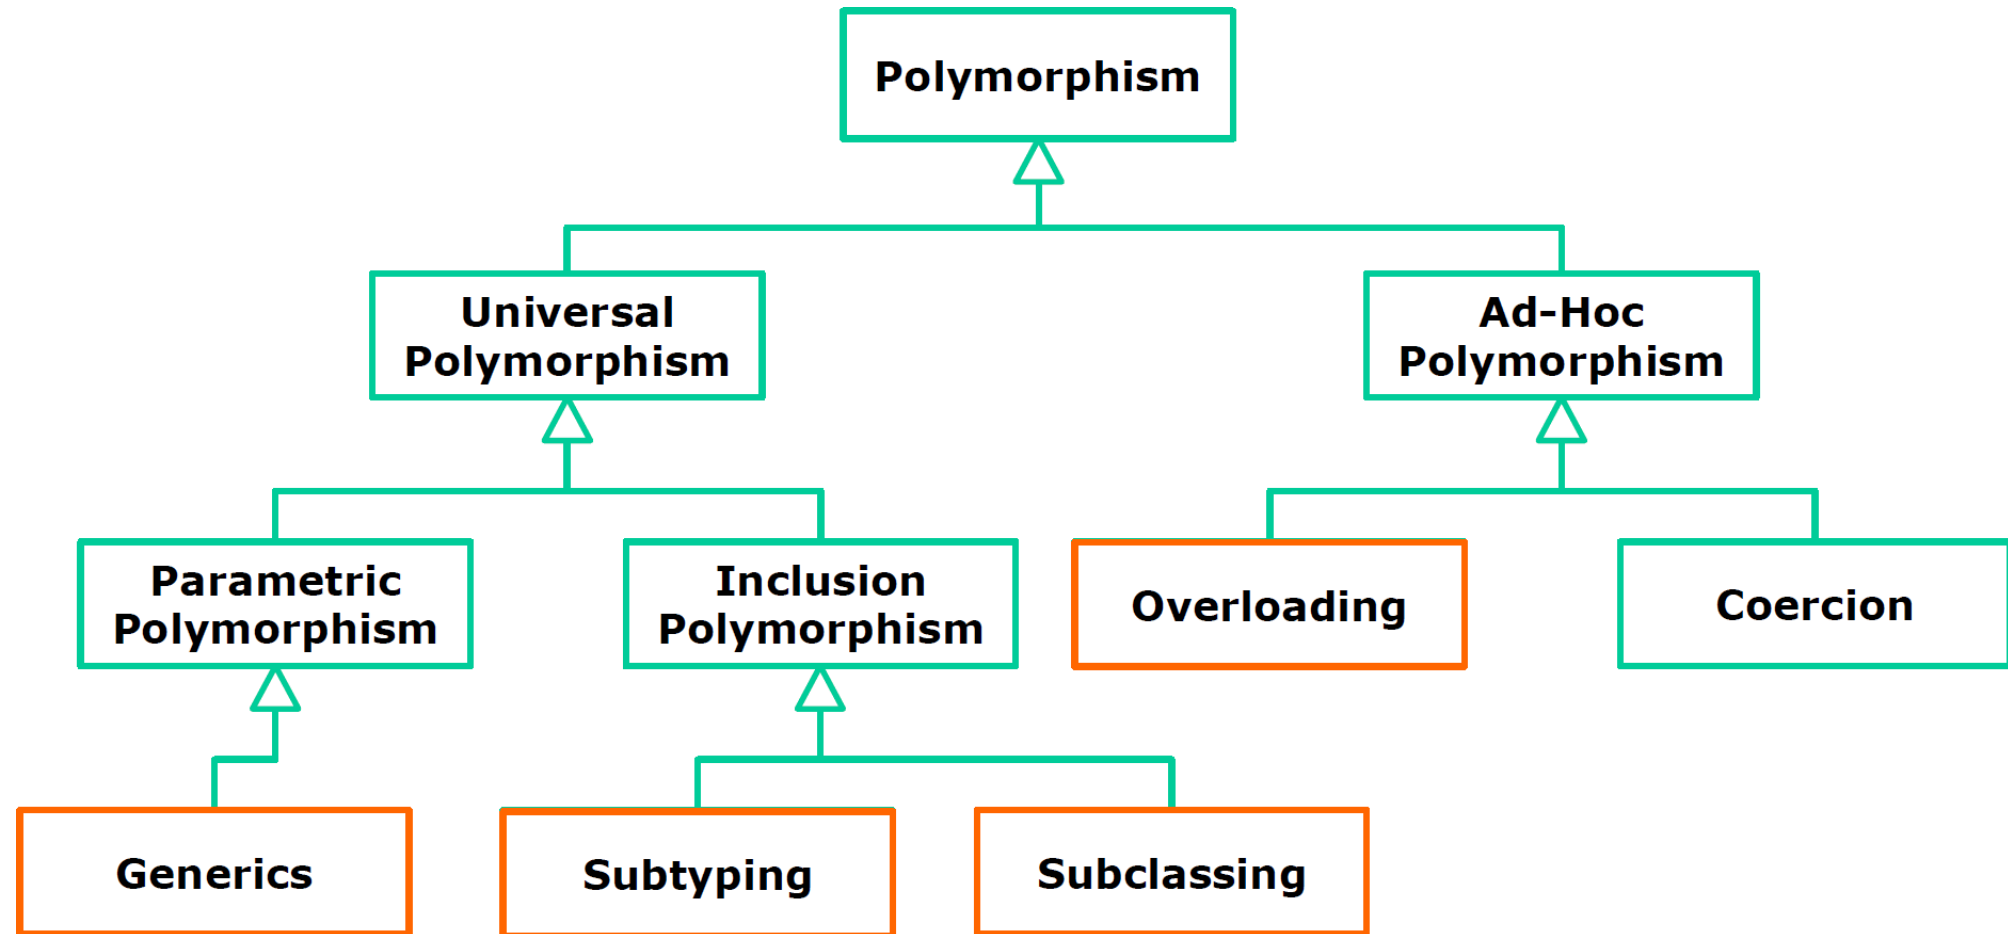 Polymorphism
Universal
Polymorphism
Ad-Hoc
Polymorphism
Parametric
Polymorphism
Inclusion
Polymorphism
Overloading
Coercion
Generics
Subtyping
Subclassing